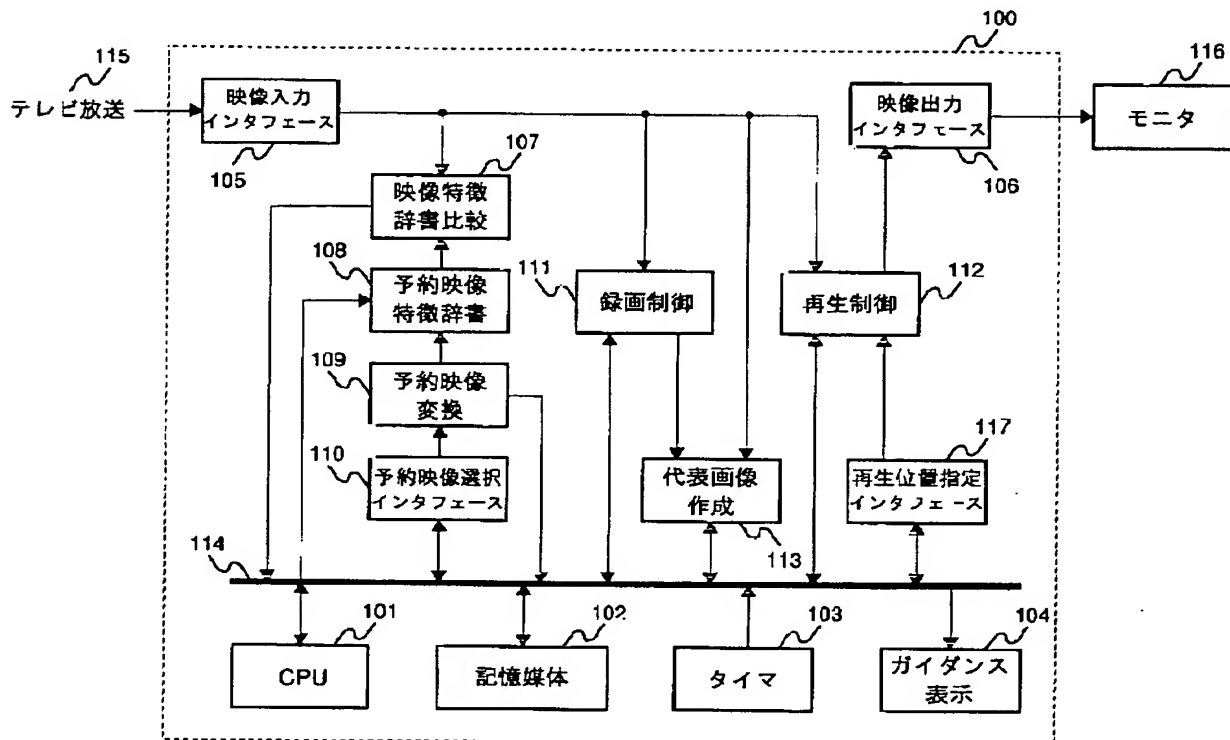 100
115
テレビ放送
映像入力
インタフェース
105
映像出力
インタフェース
106
116
モニタ
107
映像特徴
辞書比較
108
予約映像
特徴辞書
109
予約映像
変換
110
予約映像選択
インタフェース
111
録画制御
112
再生制御
代表画像
作成
113
117
再生位置指定
インタフェース
114
101
CPU
102
記憶媒体
103
タイマ
104
ガイダンス
表示